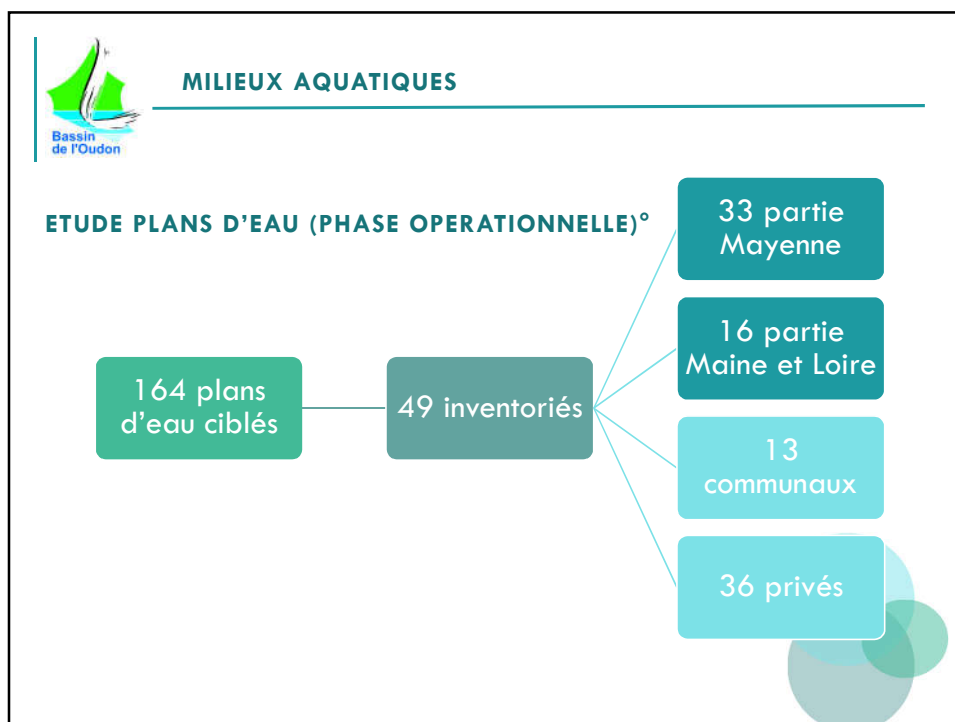 Bassin
de l'Oudon
MILIEUX AQUATIQUES
ETUDE PLANS D’EAU (PHASE OPERATIONNELLE)°
164 plans
d’eau ciblés
49 inventoriés
33 partie
Mayenne
16 partie
Maine et Loire
13
communaux
36 privés